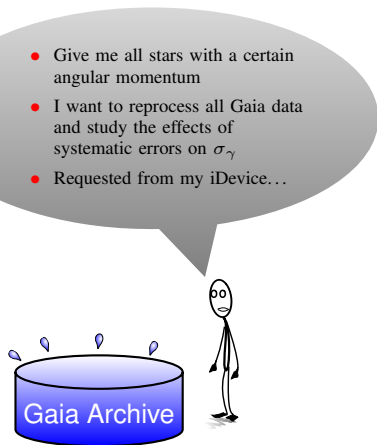 • Give me all stars with a certain
angular momentum
• I want to reprocess all Gaia data
and study the effects of
systematic errors on σγ
• Requested from my iDevice...
Gaia Archive